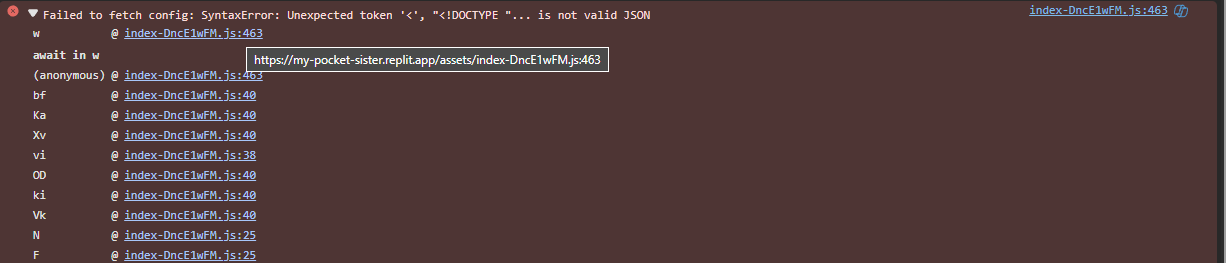 Failed to fetch config: SyntaxError: Unexpected token '<', "<!DOCTYPE "... is not valid JSON index-DncE1wFM.js:463
w @ index-DncE1wFM.js:463
await in w
https://my-pocket-sister.replit.app/assets/index-DncE1wFM.js:463
(anonymous) @ index-DncE1wFM.js:463
bf @ index-DncE1wFM.js:40
Ka @ index-DncE1wFM.js:40
Xv @ index-DncE1wFM.js:40
vi @ index-DncE1wFM.js:38
OD @ index-DncE1wFM.js:40
ki @ index-DncE1wFM.js:40
Vk @ index-DncE1wFM.js:40
N @ index-DncE1wFM.js:25
F @ index-DncE1wFM.js:25